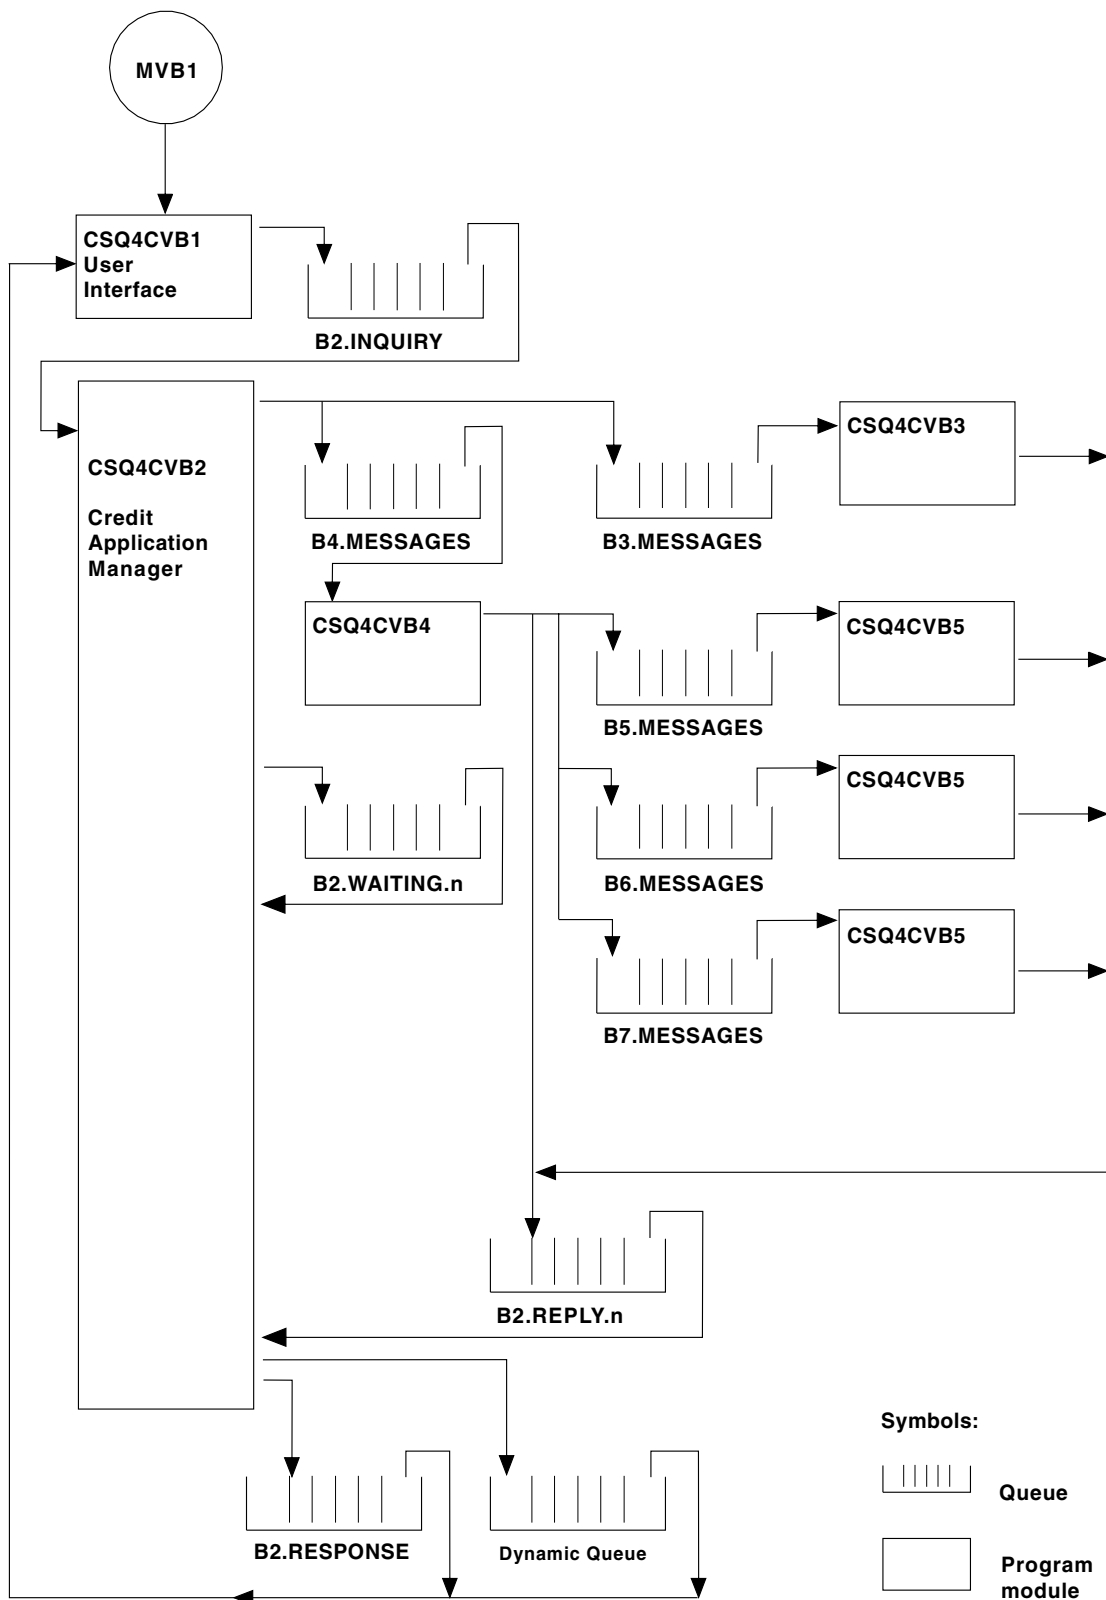 MVB1
CSQ4CVB1
User
Interface
B2.INQUIRY
CSQ4CVB2
Credit
Application
Manager
CSQ4CVB3
B4.MESSAGES
B3.MESSAGES
CSQ4CVB4
CSQ4CVB5
B5.MESSAGES
CSQ4CVB5
B2.WAITING.n
B6.MESSAGES
CSQ4CVB5
B7.MESSAGES
B2.REPLY.n
B2.RESPONSE
Dynamic Queue
Symbols:
Queue
Program
module